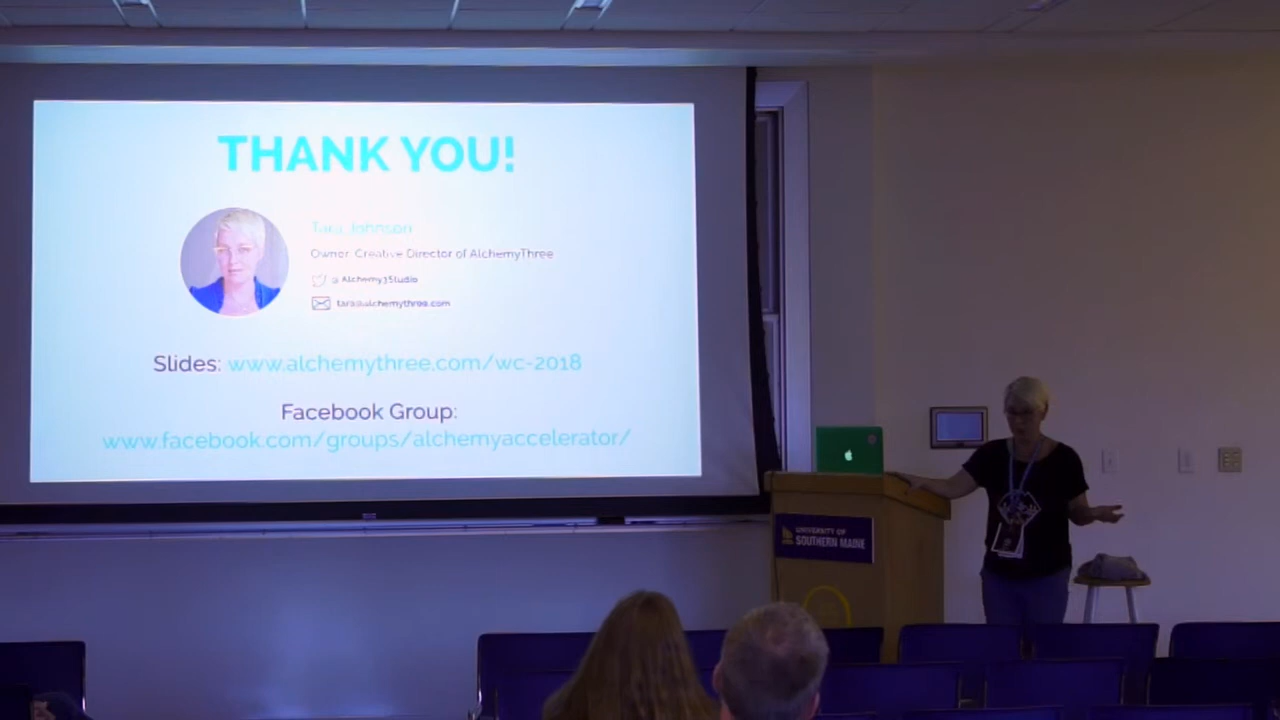 THANK YOU!
Tara Johnson
Owner, Creative Director of AlchemyThree
@Alchemy3Studio
tara@alchemythree.com
Slides: www.alchemythree.com/wc-2018
Facebook Group:
www.facebook.com/groups/alchemyaccelerator/
UNIVERSITY OF
SOUTHERN MAINE